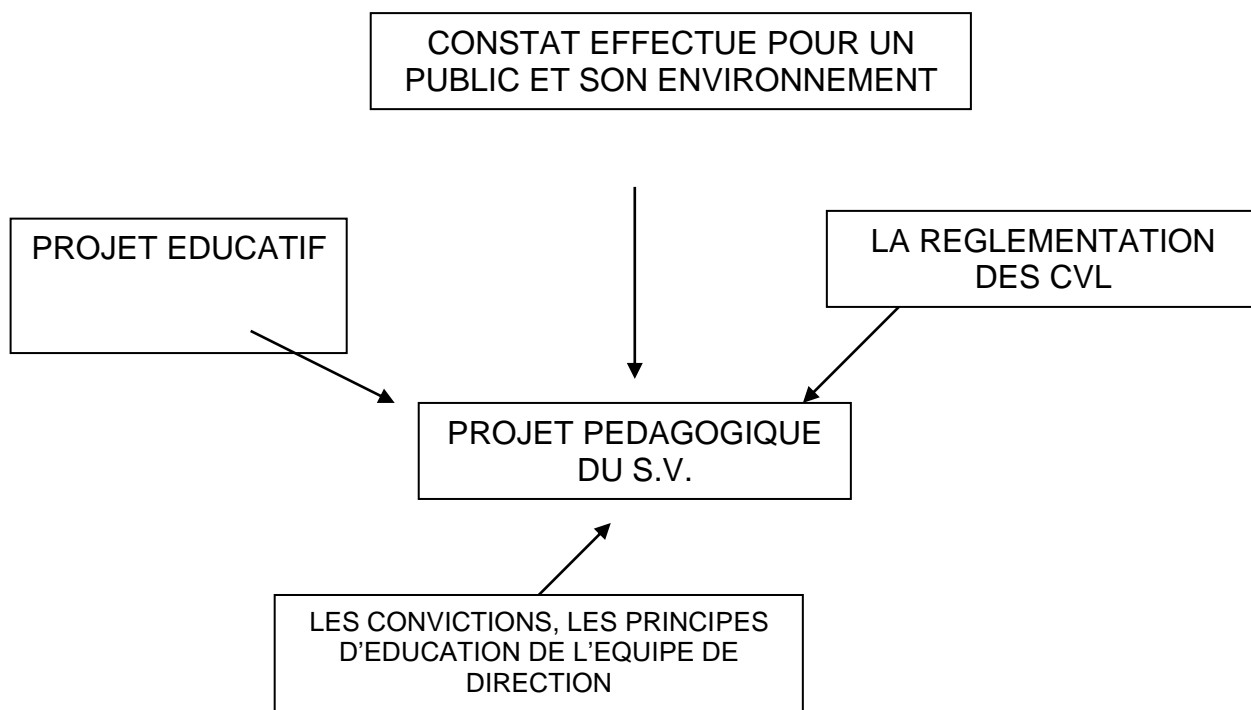 CONSTAT EFFECTUE POUR UN
PUBLIC ET SON ENVIRONNEMENT
PROJET EDUCATIF
LA REGLEMENTATION
DES CVL
PROJET PEDAGOGIQUE
DU S.V.
LES CONVICTIONS, LES PRINCIPES
D’EDUCATION DE L’EQUIPE DE
DIRECTION